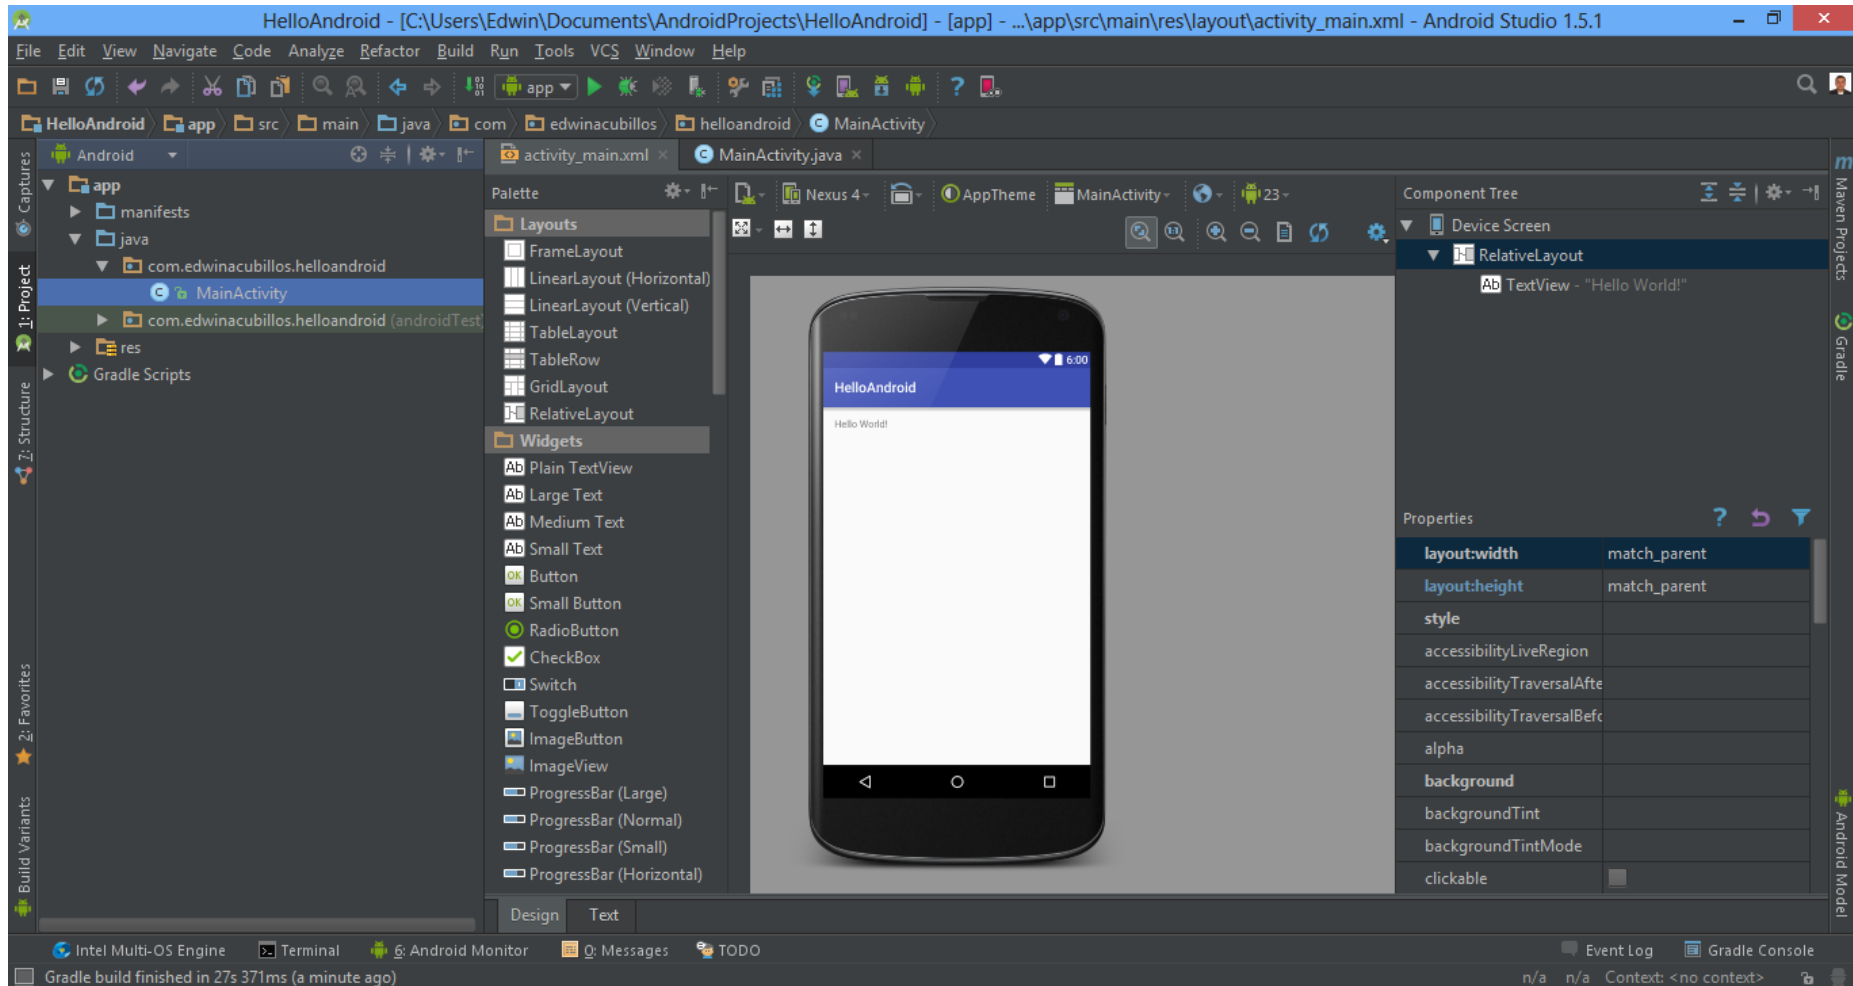 HelloAndroid - [C:\Users\Edwin\Documents\AndroidProjects\HelloAndroid] - [app] - ...\app\src\main\res\layout\activity_main.xml - Android Studio 1.5.1
File Edit View Navigate Code Analyze Refactor Build Run Tools VCS Window Help
app
HelloAndroid app src main java com edwinacubillos helloandroid MainActivity
Captures
1: Project
7: Structure
2: Favorites
Build Variants
Android
app
manifests
java
com.edwinacubillos.helloandroid
MainActivity
com.edwinacubillos.helloandroid (androidTest)
res
Gradle Scripts
activity_main.xml
MainActivity.java
Palette
Layouts
FrameLayout
LinearLayout (Horizontal)
LinearLayout (Vertical)
TableLayout
TableRow
GridLayout
RelativeLayout
Widgets
Ab Plain TextView
Ab Large Text
Ab Medium Text
Ab Small Text
OK Button
OK Small Button
RadioButton
CheckBox
Switch
ToggleButton
ImageButton
ImageView
ProgressBar (Large)
ProgressBar (Normal)
ProgressBar (Small)
ProgressBar (Horizontal)
Nexus 4 AppTheme MainActivity 23
6:00
HelloAndroid
Hello World!
Design Text
Component Tree
Device Screen
RelativeLayout
Ab TextView - "Hello World!"
Properties
layout:width match_parent
layout:height match_parent
style
accessibilityLiveRegion
accessibilityTraversalAfte
accessibilityTraversalBefo
alpha
background
backgroundTint
backgroundTintMode
clickable
Maven Projects
Gradle
Android Model
Intel Multi-OS Engine Terminal 6: Android Monitor 0: Messages TODO Event Log Gradle Console
Gradle build finished in 27s 371ms (a minute ago) n/a n/a Context: <no context>